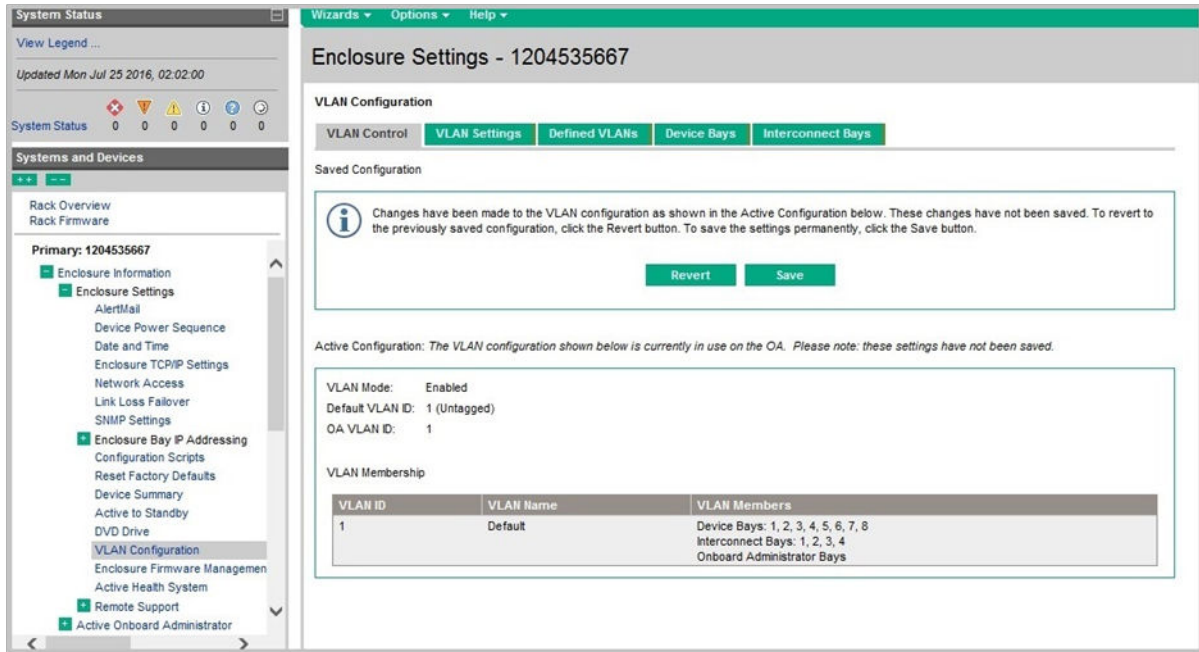 System Status
View Legend ...
Updated Mon Jul 25 2016, 02:02:00
System Status 0 0 0 0 0 0
Systems and Devices
++ --
Rack Overview
Rack Firmware
Primary: 1204535667
Enclosure Information
Enclosure Settings
AlertMail
Device Power Sequence
Date and Time
Enclosure TCP/IP Settings
Network Access
Link Loss Failover
SNMP Settings
Enclosure Bay IP Addressing
Configuration Scripts
Reset Factory Defaults
Device Summary
Active to Standby
DVD Drive
VLAN Configuration
Enclosure Firmware Managemen
Active Health System
Remote Support
Active Onboard Administrator
Wizards Options Help
Enclosure Settings - 1204535667
VLAN Configuration
VLAN Control VLAN Settings Defined VLANs Device Bays Interconnect Bays
Saved Configuration
Changes have been made to the VLAN configuration as shown in the Active Configuration below. These changes have not been saved. To revert to
the previously saved configuration, click the Revert button. To save the settings permanently, click the Save button.
Revert Save
Active Configuration: The VLAN configuration shown below is currently in use on the OA. Please note: these settings have not been saved.
VLAN Mode: Enabled
Default VLAN ID: 1 (Untagged)
OA VLAN ID: 1
VLAN Membership
VLAN ID VLAN Name VLAN Members
1 Default Device Bays: 1, 2, 3, 4, 5, 6, 7, 8
Interconnect Bays: 1, 2, 3, 4
Onboard Administrator Bays